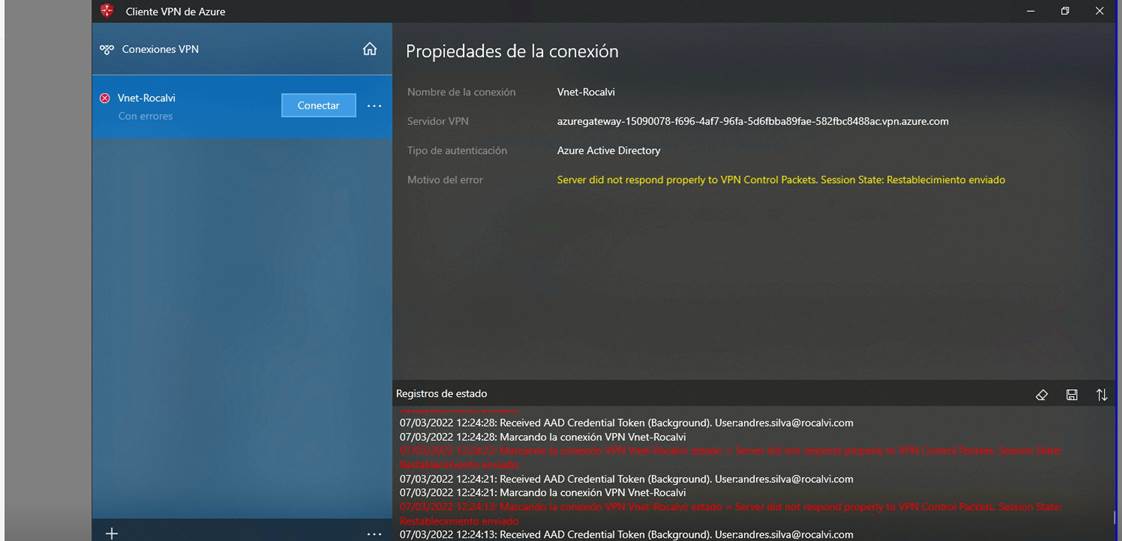 Cliente VPN de Azure
Conexiones VPN
Vnet-Rocalvi
Con errores
Conectar
Propiedades de la conexión
Nombre de la conexión Vnet-Rocalvi
Servidor VPN azuregateway-15090078-f696-4af7-96fa-5d6fbba89fae-582fbc8488ac.vpn.azure.com
Tipo de autenticación Azure Active Directory
Motivo del error Server did not respond properly to VPN Control Packets. Session State: Restablecimiento enviado
Registros de estado
07/03/2022 12:24:28: Received AAD Credential Token (Background). User:andres.silva@rocalvi.com
07/03/2022 12:24:28: Marcando la conexión VPN Vnet-Rocalvi
07/03/2022 12:24:22: Marcando la conexión VPN Vnet-Rocalvi estado = Server did not respond properly to VPN Control Packets. Session State:
Restablecimiento enviado
07/03/2022 12:24:21: Received AAD Credential Token (Background). User:andres.silva@rocalvi.com
07/03/2022 12:24:21: Marcando la conexión VPN Vnet-Rocalvi
07/03/2022 12:24:13: Marcando la conexión VPN Vnet-Rocalvi estado = Server did not respond properly to VPN Control Packets. Session State:
Restablecimiento enviado
07/03/2022 12:24:13: Received AAD Credential Token (Background). User:andres.silva@rocalvi.com